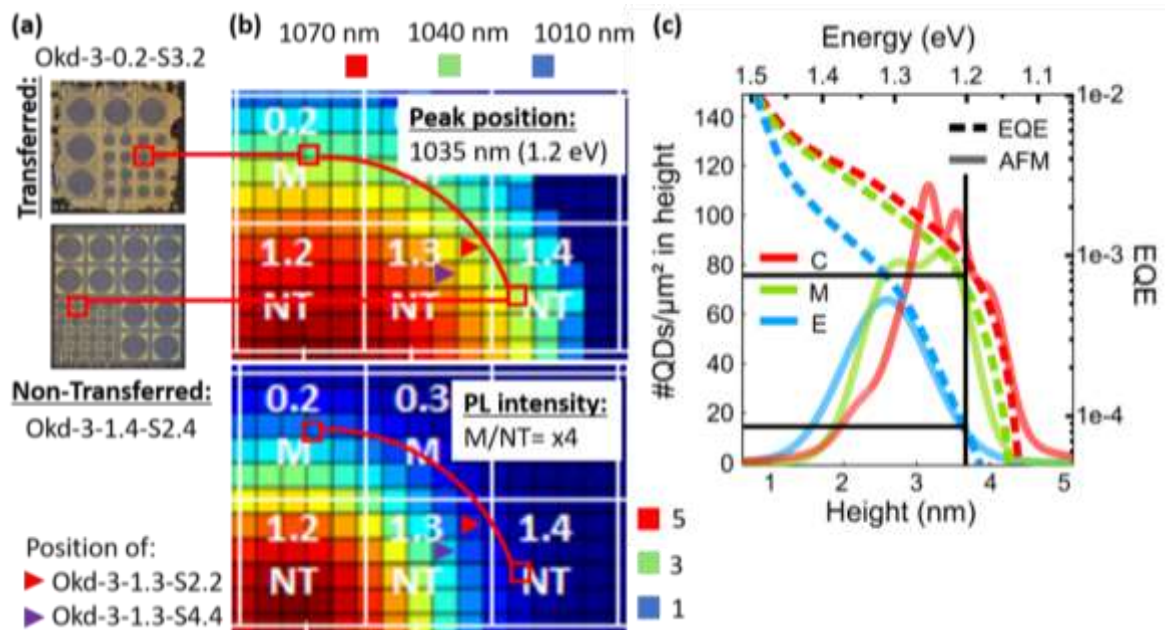 (a)
Okd-3-0.2-S3.2
Transferred:
Non-Transferred:
Okd-3-1.4-S2.4
Position of:
Okd-3-1.3-S2.2
Okd-3-1.3-S4.4
(b)
1070 nm 1040 nm 1010 nm
0.2
M
Peak position:
1035 nm (1.2 eV)
1.2 1.3 1.4
NT NT NT
0.2 0.3
M M
PL intensity:
M/NT= x4
1.2 1.3 1.4
NT NT NT
5
3
1
(c)
Energy (eV)
1.5 1.4 1.3 1.2 1.1
#QDs/µm² in height
140
120
100
80
60
40
20
0
EQE
AFM
C
M
E
1e-2
1e-3
1e-4
EQE
1 2 3 4 5
Height (nm)